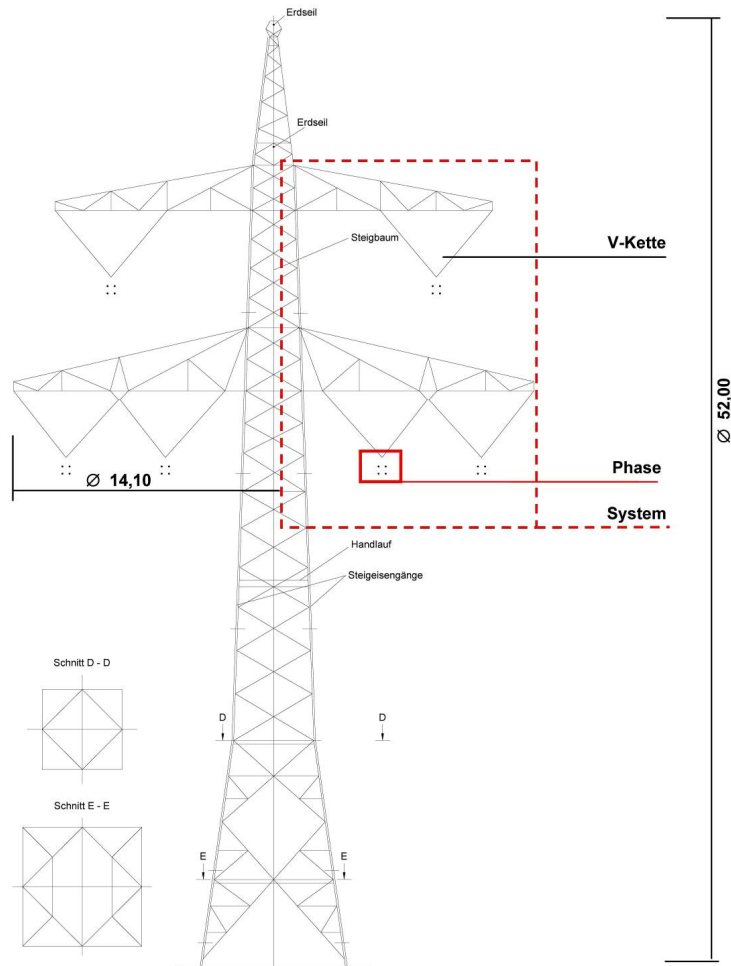 Erdseil
Erdseil
Steigbaum
V-Kette
Ø 52,00
Phase
Ø 14,10
System
Handlauf
Steigeisengänge
Schnitt D - D
D
D
Schnitt E - E
E
E